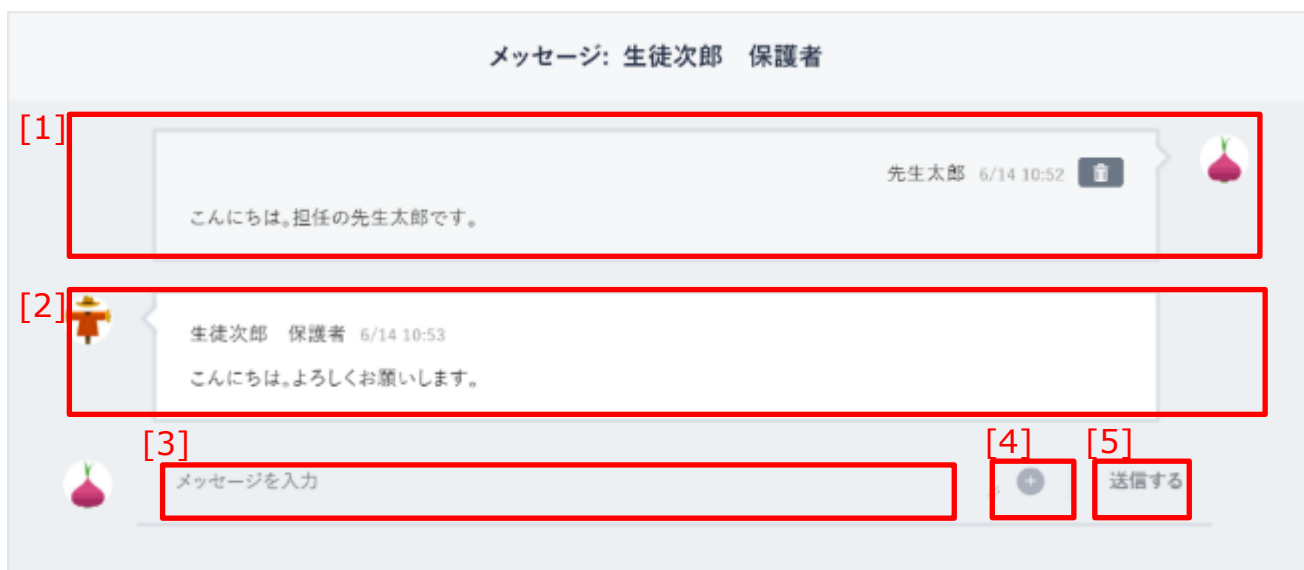 メッセージ: 生徒次郎　保護者
[1]
先生太郎 6/14 10:52
こんにちは。担任の先生太郎です。
[2]
生徒次郎　保護者 6/14 10:53
こんにちは。よろしくお願いします。
[3] [4] [5]
メッセージを入力 送信する